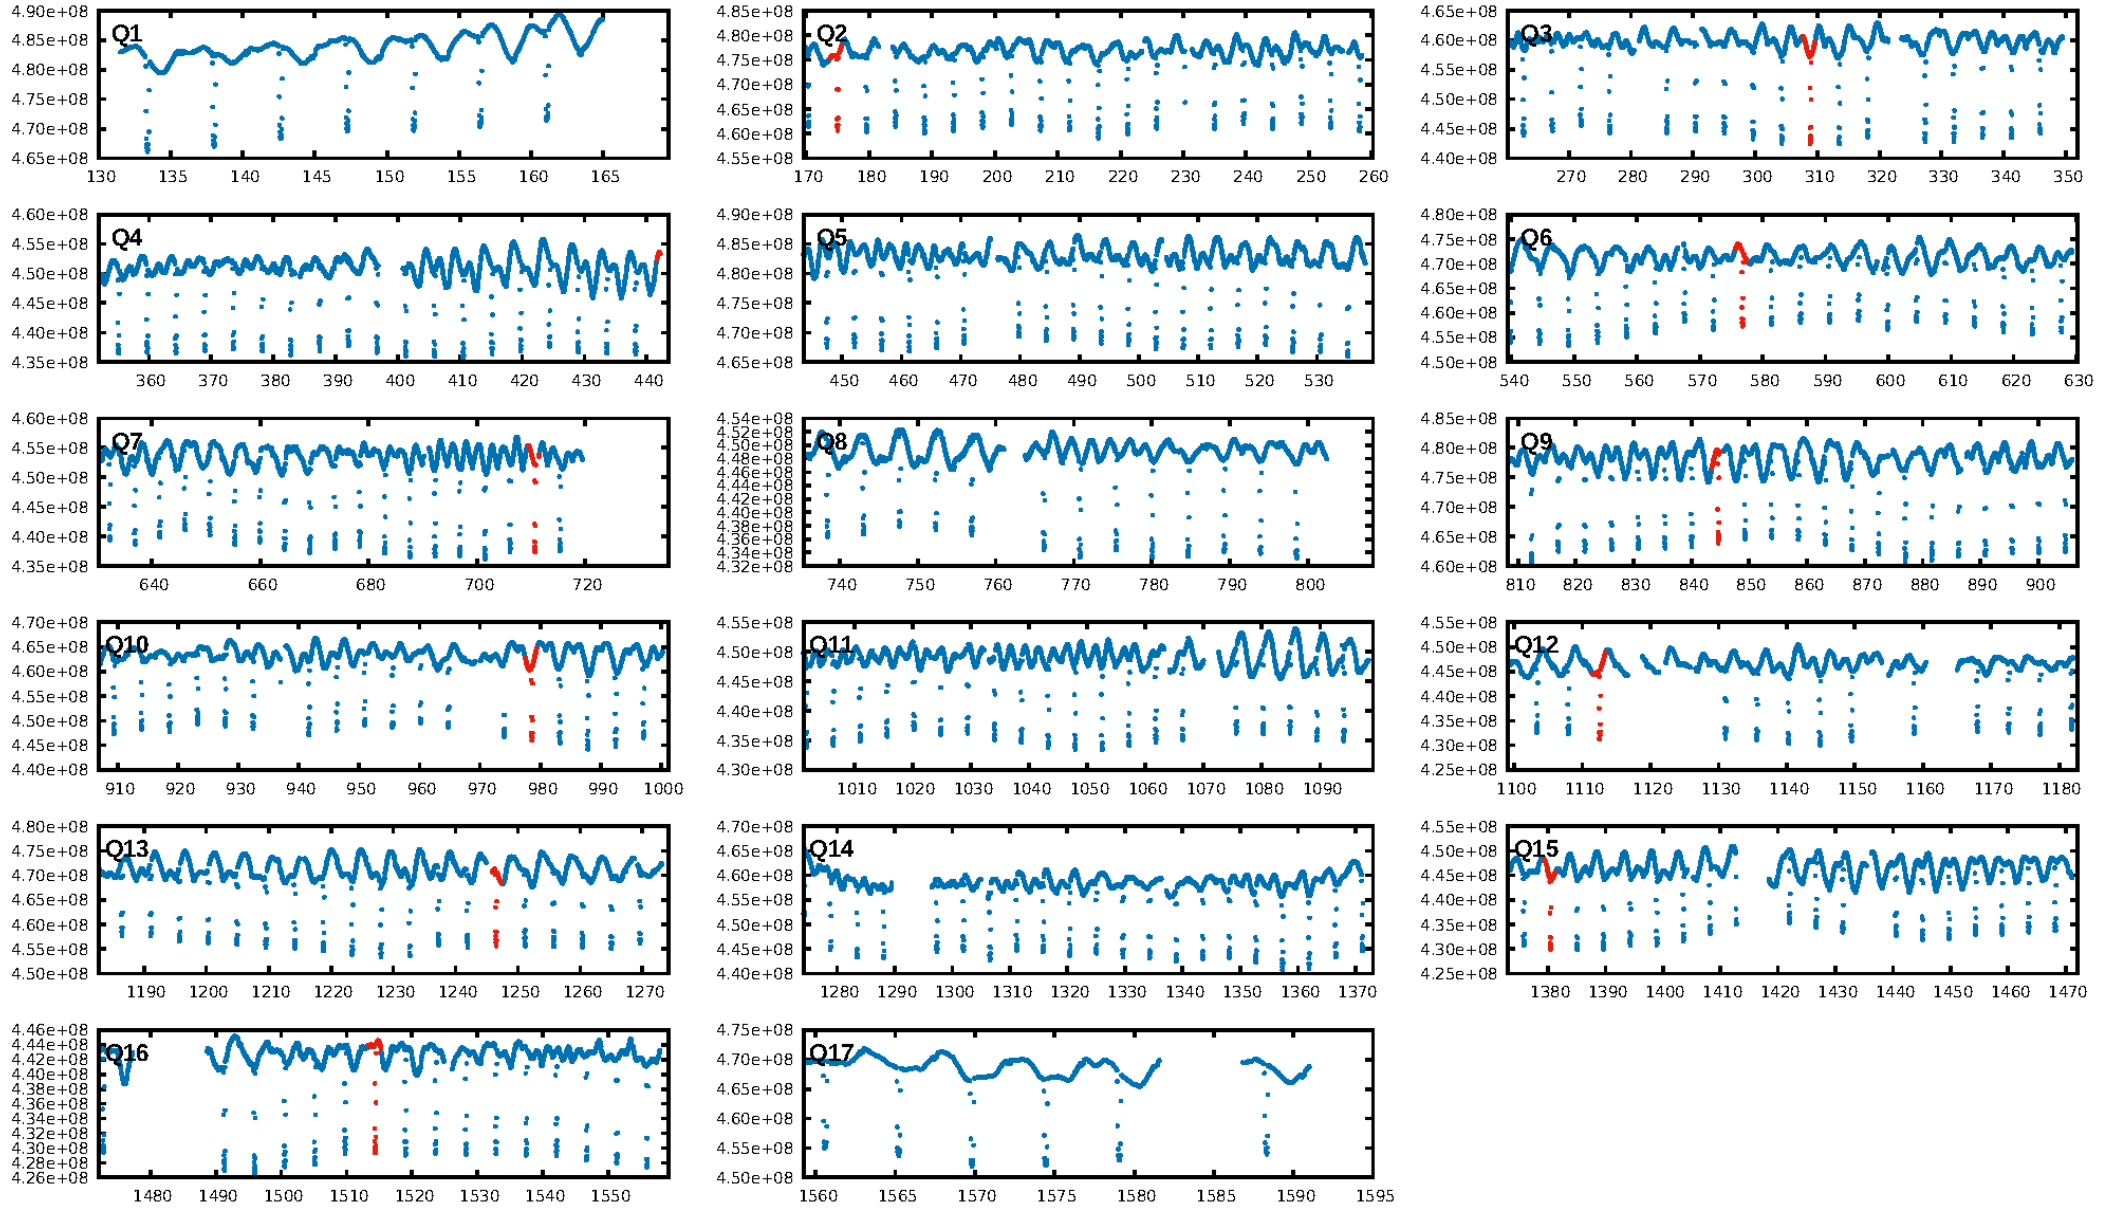 4.90e+08 4.85e+08 4.80e+08 4.75e+08 4.70e+08 4.65e+08
Q1
130 135 140 145 150 155 160 165
4.85e+08 4.80e+08 4.75e+08 4.70e+08 4.65e+08 4.60e+08 4.55e+08
Q2
170 180 190 200 210 220 230 240 250 260
4.65e+08 4.60e+08 4.55e+08 4.50e+08 4.45e+08 4.40e+08
Q3
270 280 290 300 310 320 330 340 350
4.60e+08 4.55e+08 4.50e+08 4.45e+08 4.40e+08 4.35e+08
Q4
360 370 380 390 400 410 420 430 440
4.90e+08 4.85e+08 4.80e+08 4.75e+08 4.70e+08 4.65e+08
Q5
450 460 470 480 490 500 510 520 530
4.80e+08 4.75e+08 4.70e+08 4.65e+08 4.60e+08 4.55e+08 4.50e+08
Q6
540 550 560 570 580 590 600 610 620 630
4.60e+08 4.55e+08 4.50e+08 4.45e+08 4.40e+08 4.35e+08
Q7
640 660 680 700 720
4.54e+08 4.52e+08 4.50e+08 4.48e+08 4.46e+08 4.44e+08 4.42e+08 4.40e+08 4.38e+08 4.36e+08 4.34e+08 4.32e+08
Q8
740 750 760 770 780 790 800
4.85e+08 4.80e+08 4.75e+08 4.70e+08 4.65e+08 4.60e+08
Q9
810 820 830 840 850 860 870 880 890 900
4.70e+08 4.65e+08 4.60e+08 4.55e+08 4.50e+08 4.45e+08 4.40e+08
Q10
910 920 930 940 950 960 970 980 990 1000
4.55e+08 4.50e+08 4.45e+08 4.40e+08 4.35e+08 4.30e+08
Q11
1010 1020 1030 1040 1050 1060 1070 1080 1090
4.55e+08 4.50e+08 4.45e+08 4.40e+08 4.35e+08 4.30e+08 4.25e+08
Q12
1100 1110 1120 1130 1140 1150 1160 1170 1180
4.80e+08 4.75e+08 4.70e+08 4.65e+08 4.60e+08 4.55e+08 4.50e+08
Q13
1190 1200 1210 1220 1230 1240 1250 1260 1270
4.70e+08 4.65e+08 4.60e+08 4.55e+08 4.50e+08 4.45e+08 4.40e+08
Q14
1280 1290 1300 1310 1320 1330 1340 1350 1360 1370
4.55e+08 4.50e+08 4.45e+08 4.40e+08 4.35e+08 4.30e+08 4.25e+08
Q15
1380 1390 1400 1410 1420 1430 1440 1450 1460 1470
4.46e+08 4.44e+08 4.42e+08 4.40e+08 4.38e+08 4.36e+08 4.34e+08 4.32e+08 4.30e+08 4.28e+08 4.26e+08
Q16
1480 1490 1500 1510 1520 1530 1540 1550
4.75e+08 4.70e+08 4.65e+08 4.60e+08 4.55e+08 4.50e+08
Q17
1560 1565 1570 1575 1580 1585 1590 1595